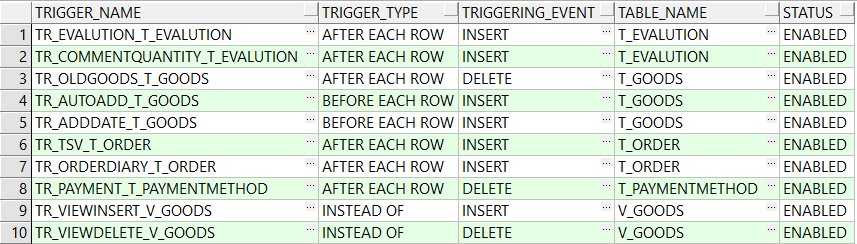 TRIGGER_NAME TRIGGER_TYPE TRIGGERING_EVENT TABLE_NAME STATUS
1 TR_EVALUTION_T_EVALUTION ... AFTER EACH ROW INSERT ... T_EVALUTION ... ENABLED
2 TR_COMMENTQUANTITY_T_EVALUTION ... AFTER EACH ROW INSERT ... T_EVALUTION ... ENABLED
3 TR_OLDGOODS_T_GOODS ... AFTER EACH ROW DELETE ... T_GOODS ... ENABLED
4 TR_AUTOADD_T_GOODS ... BEFORE EACH ROW INSERT ... T_GOODS ... ENABLED
5 TR_ADDDATE_T_GOODS ... BEFORE EACH ROW INSERT ... T_GOODS ... ENABLED
6 TR_TSV_T_ORDER ... AFTER EACH ROW INSERT ... T_ORDER ... ENABLED
7 TR_ORDERDIARY_T_ORDER ... AFTER EACH ROW INSERT ... T_ORDER ... ENABLED
8 TR_PAYMENT_T_PAYMENTMETHOD ... AFTER EACH ROW DELETE ... T_PAYMENTMETHOD ... ENABLED
9 TR_VIEWINSERT_V_GOODS ... INSTEAD OF INSERT ... V_GOODS ... ENABLED
10 TR_VIEWDELETE_V_GOODS ... INSTEAD OF DELETE ... V_GOODS ... ENABLED